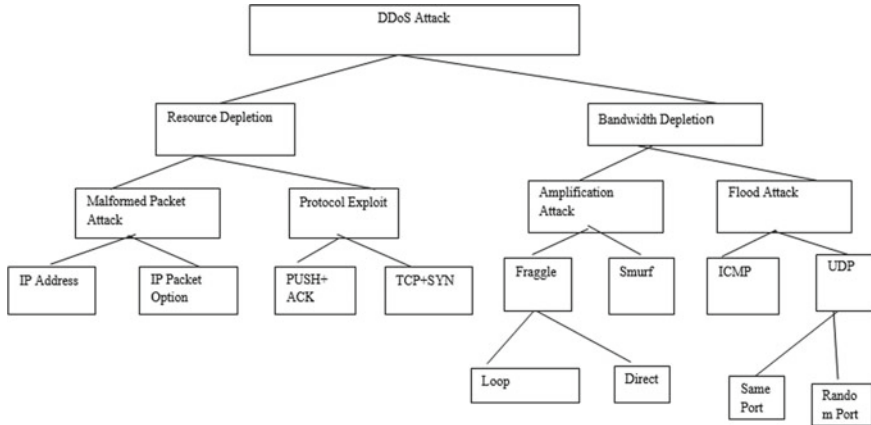 DDoS Attack
Resource Depletion
Bandwidth Depletion
Malformed Packet
Attack
Protocol Exploit
Amplification
Attack
Flood Attack
IP Address
IP Packet
Option
PUSH+
ACK
TCP+SYN
Fraggle
Smurf
ICMP
UDP
Loop
Direct
Same
Port
Rando
m Port